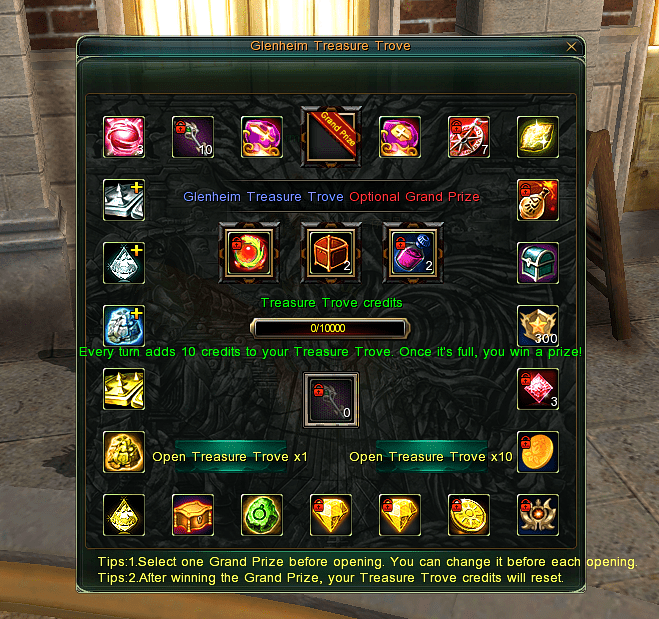 Glenheim Treasure Trove
Grand Prize
3
10
7
Glenheim Treasure Trove Optional Grand Prize
2
2
Treasure Trove credits
0/10000
300
Every turn adds 10 credits to your Treasure Trove. Once it's full, you win a prize!
0
3
Open Treasure Trove x1
Open Treasure Trove x10
Tips:1.Select one Grand Prize before opening. You can change it before each opening.
Tips:2.After winning the Grand Prize, your Treasure Trove credits will reset.